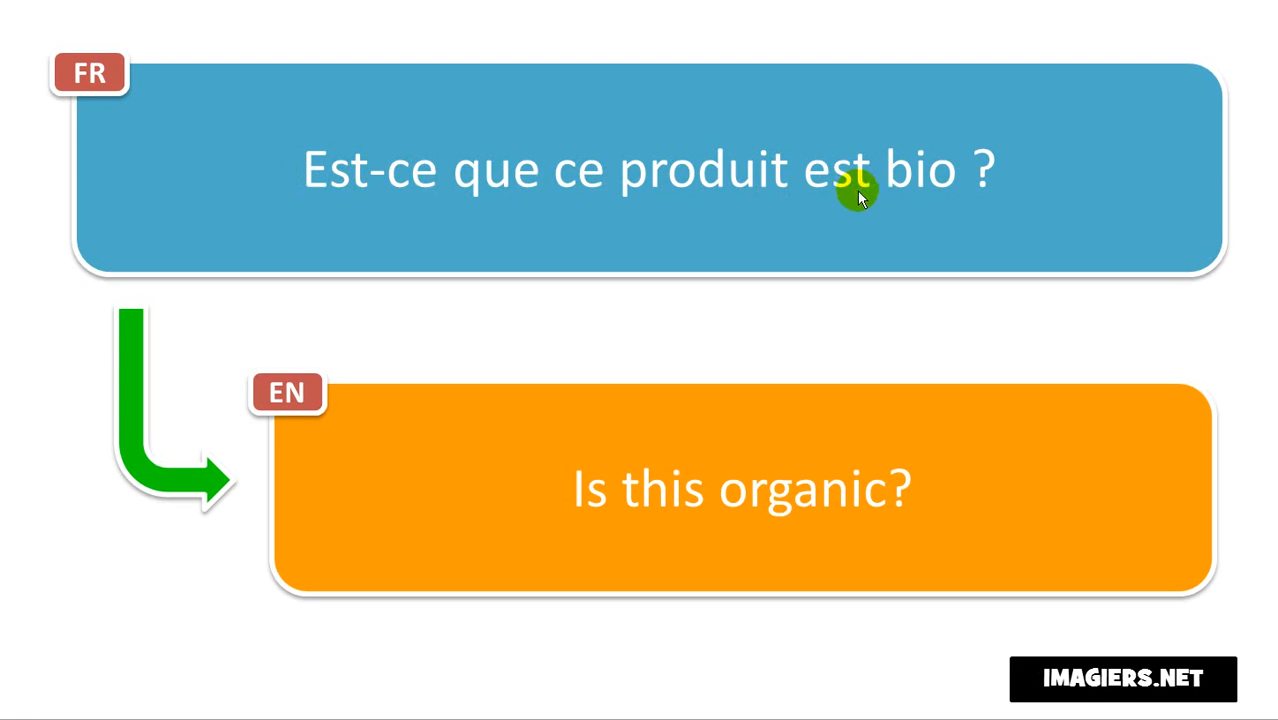 FR
Est-ce que ce produit est bio ?
EN
Is this organic?
IMAGIERS.NET